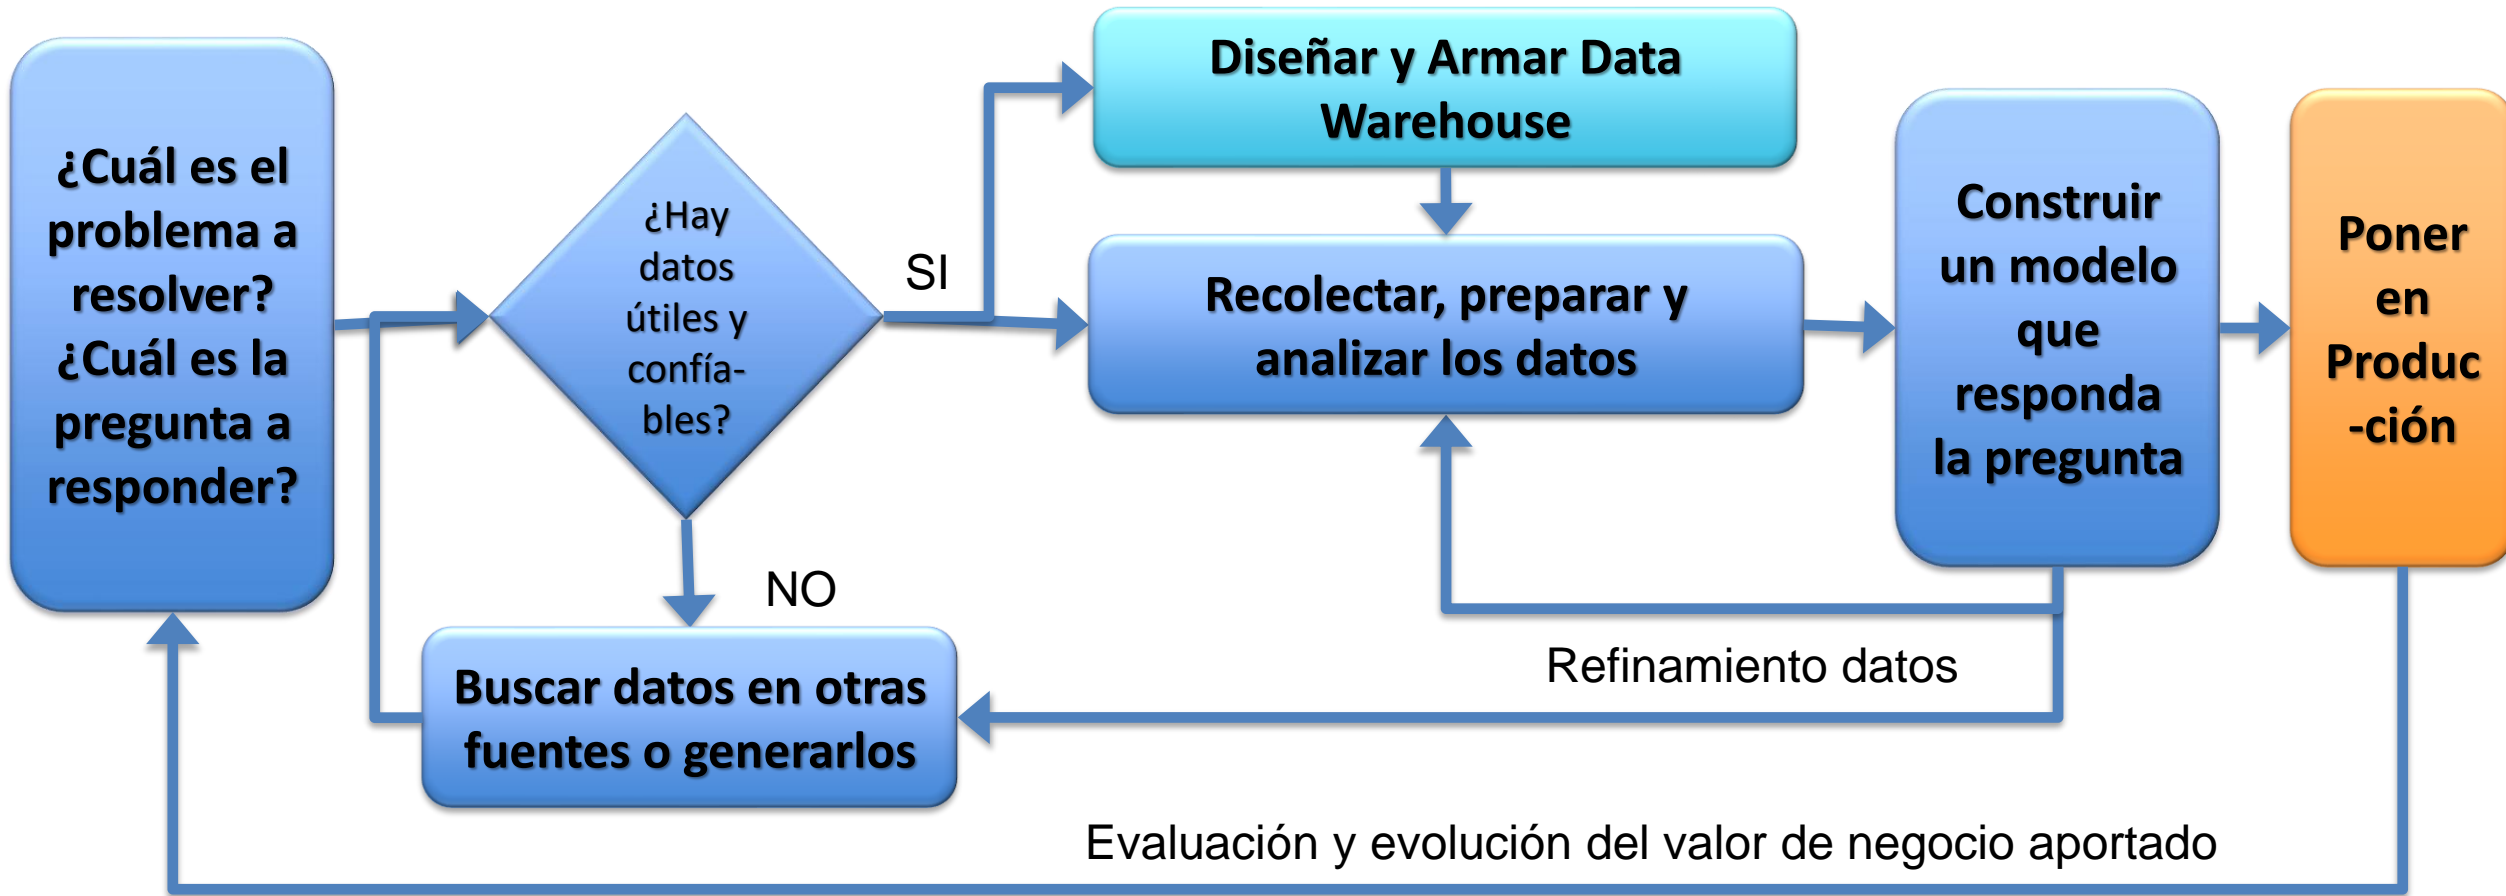 ¿Cuál es el
problema a
resolver?
¿Cuál es la
pregunta a
responder?
¿Hay
datos
útiles y
confía-
bles?
SI
NO
Diseñar y Armar Data
Warehouse
Recolectar, preparar y
analizar los datos
Buscar datos en otras
fuentes o generarlos
Construir
un modelo
que
responda
la pregunta
Poner
en
Produc
-ción
Refinamiento datos
Evaluación y evolución del valor de negocio aportado